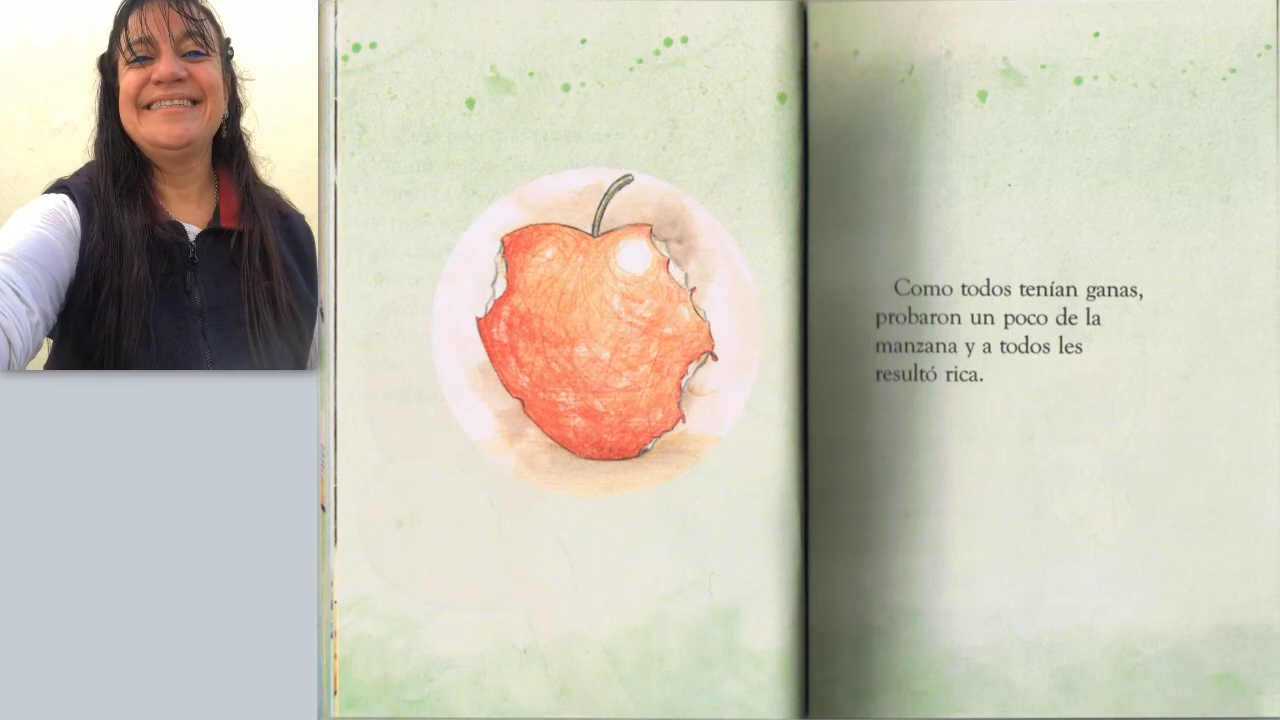 Como todos tenían ganas,
probaron un poco de la
manzana y a todos les
resultó rica.